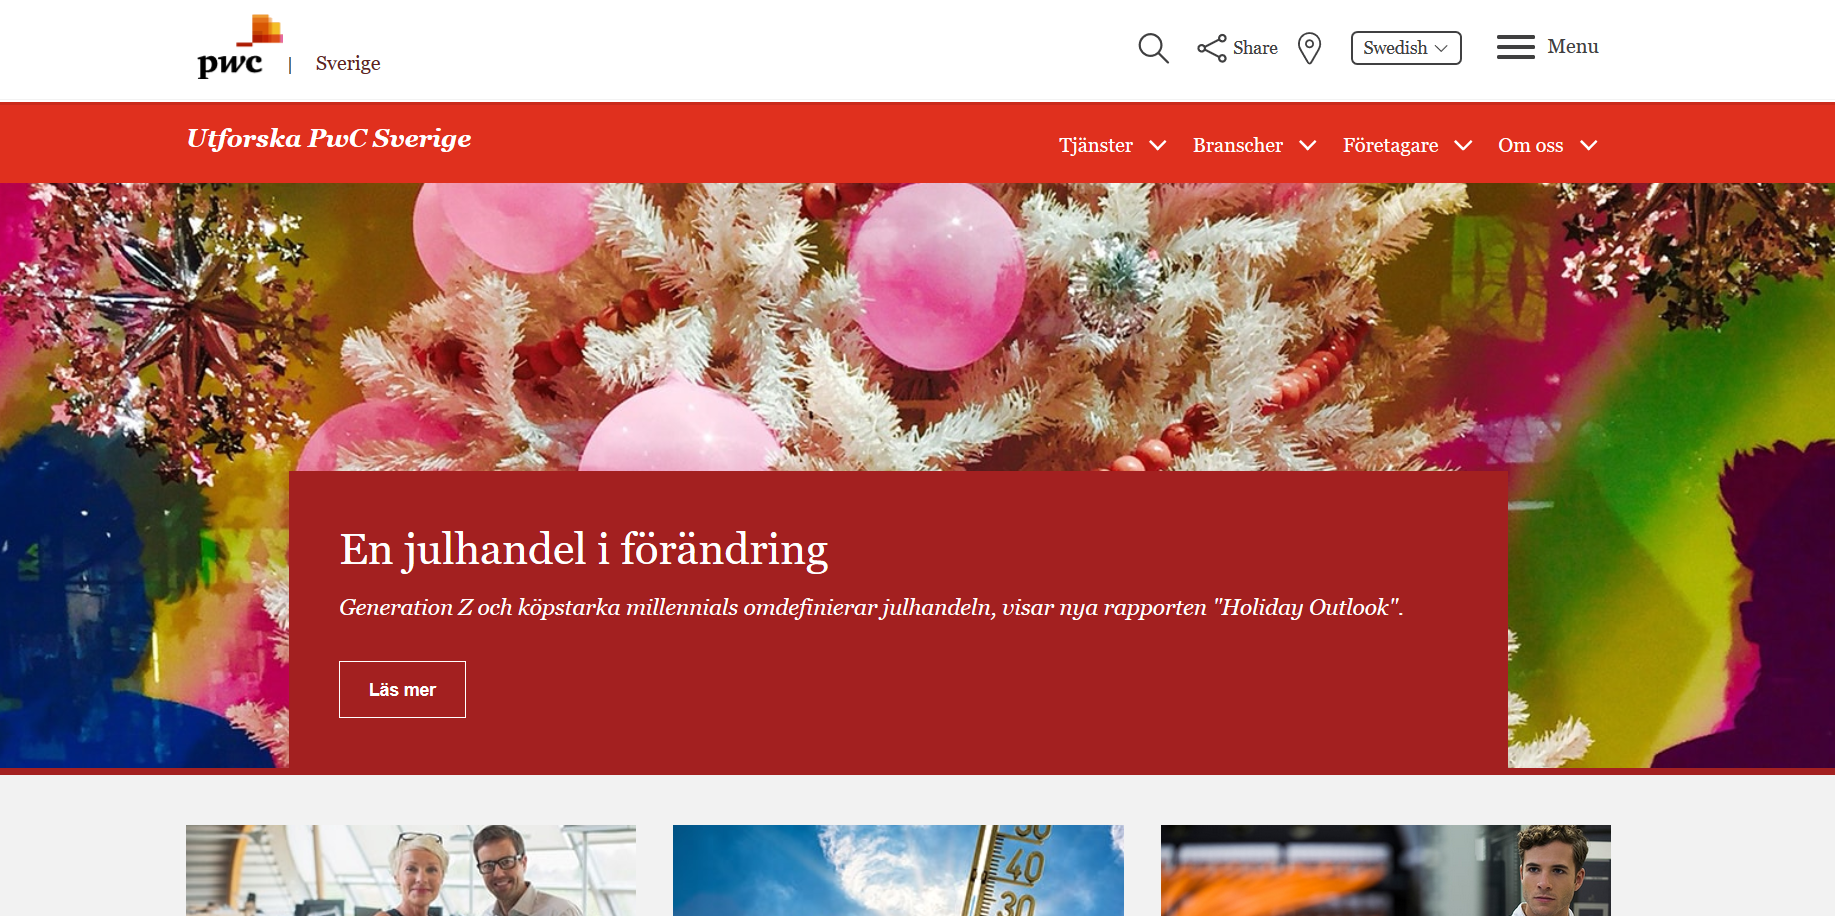 pwc | Sverige
Share
Swedish
Menu
Utforska PwC Sverige
Tjänster
Branscher
Företagare
Om oss
En julhandel i förändring
Generation Z och köpstarka millennials omdefinierar julhandeln, visar nya rapporten "Holiday Outlook".
Läs mer
50
40
30